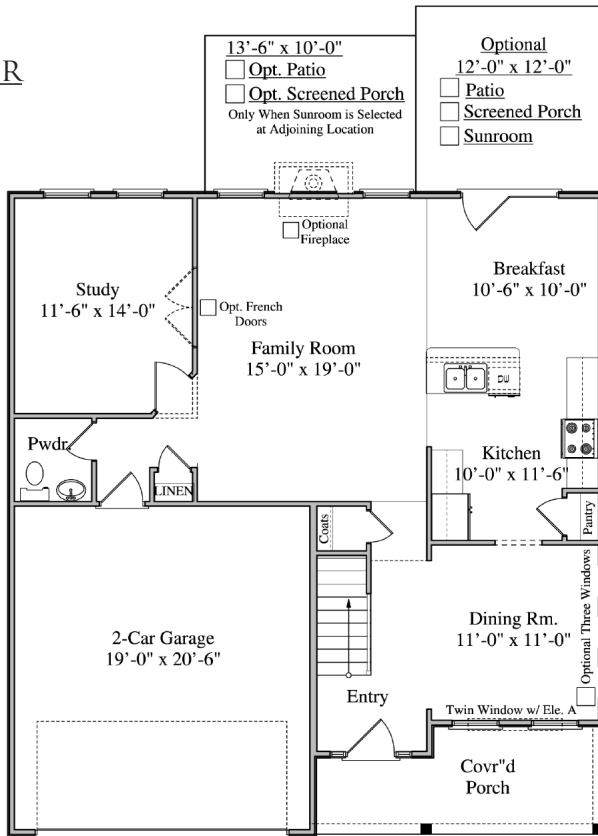 R
13'-6" x 10'-0"
Opt. Patio
Opt. Screened Porch
Only When Sunroom is Selected
at Adjoining Location
Optional
12'-0" x 12'-0"
Patio
Screened Porch
Sunroom
Optional
Fireplace
Study
11'-6" x 14'-0"
Opt. French
Doors
Family Room
15'-0" x 19'-0"
Breakfast
10'-6" x 10'-0"
DW
Kitchen
10'-0" x 11'-6"
Pwdr.
LINEN
Coats
Pantry
2-Car Garage
19'-0" x 20'-6"
Dining Rm.
11'-0" x 11'-0"
Optional Three Windows
Entry
Twin Window w/ Ele. A
Covr"d
Porch